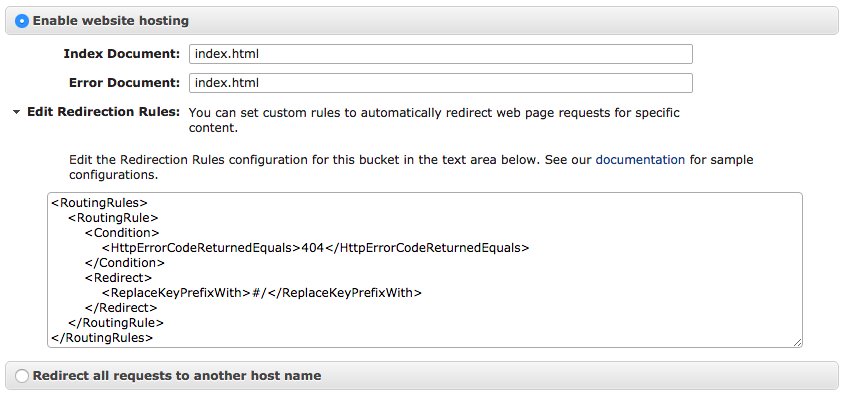 Enable website hosting
Index Document: index.html
Error Document: index.html
Edit Redirection Rules: You can set custom rules to automatically redirect web page requests for specific
content.
Edit the Redirection Rules configuration for this bucket in the text area below. See our documentation for sample
configurations.
<RoutingRules>
<RoutingRule>
<Condition>
<HttpErrorCodeReturnedEquals>404</HttpErrorCodeReturnedEquals>
</Condition>
<Redirect>
<ReplaceKeyPrefixWith>#/</ReplaceKeyPrefixWith>
</Redirect>
</RoutingRule>
</RoutingRules>
Redirect all requests to another host name